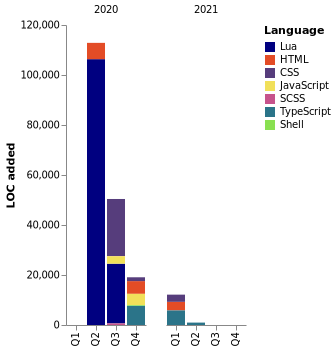 2020
2021
LOC added
120,000
100,000
80,000
60,000
40,000
20,000
0
Q1
Q2
Q3
Q4
Q1
Q2
Q3
Q4
Language
Lua
HTML
CSS
JavaScript
SCSS
TypeScript
Shell